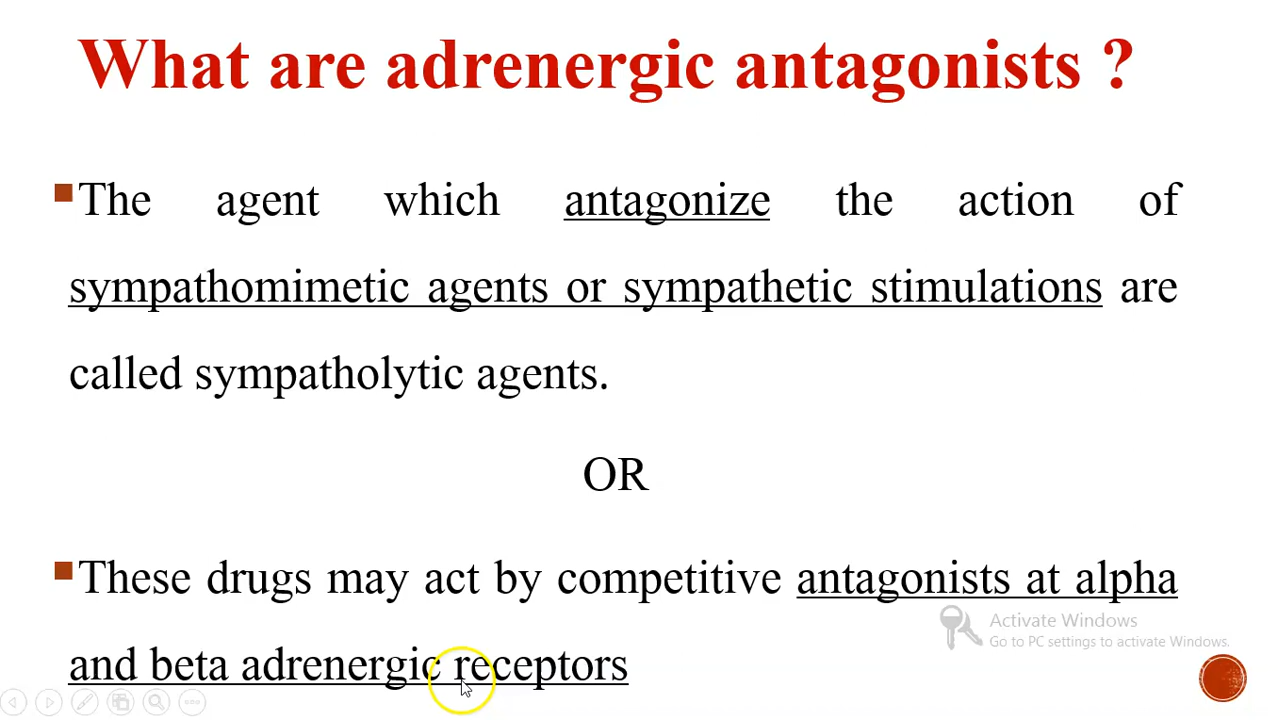 What are adrenergic antagonists ?
The agent which antagonize the action of
sympathomimetic agents or sympathetic stimulations are
called sympatholytic agents.
OR
These drugs may act by competitive antagonists at alpha
and beta adrenergic receptors
Activate Windows
Go to PC settings to activate Windows.